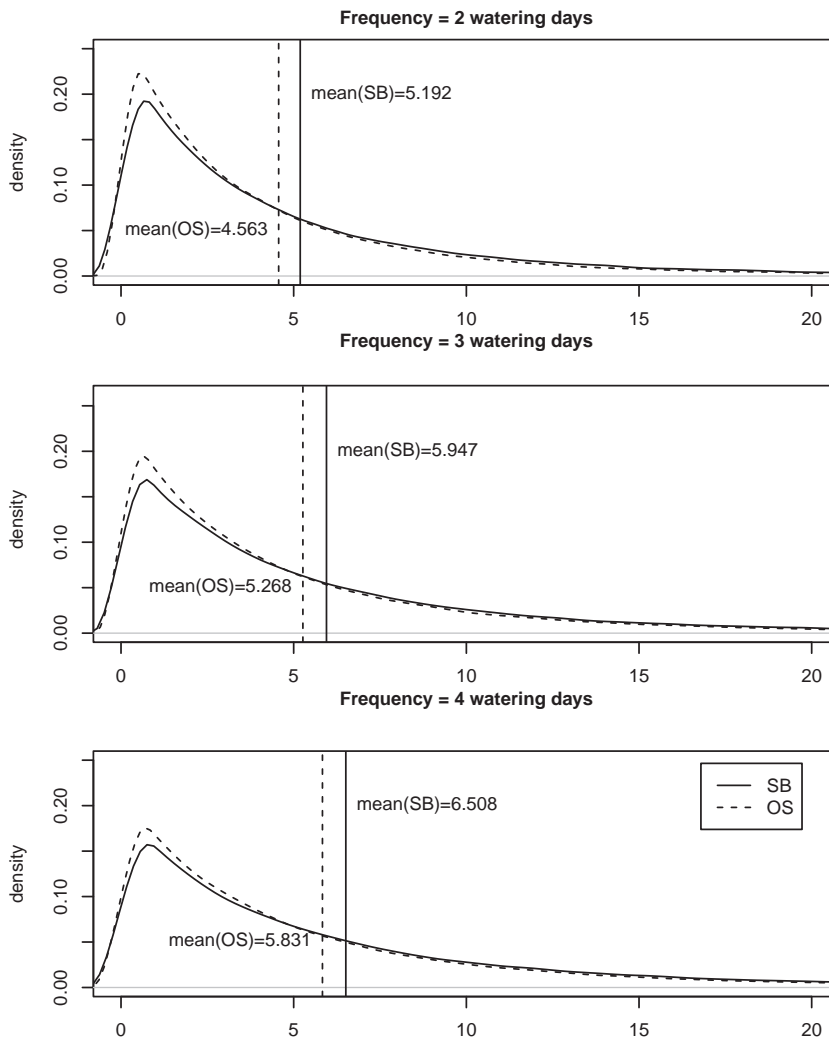 Frequency = 2 watering days
density
0.00 0.10 0.20
mean(SB)=5.192
mean(OS)=4.563
0 5 10 15 20
Frequency = 3 watering days
density
0.00 0.10 0.20
mean(SB)=5.947
mean(OS)=5.268
0 5 10 15 20
Frequency = 4 watering days
density
0.00 0.10 0.20
SB
OS
mean(SB)=6.508
mean(OS)=5.831
0 5 10 15 20